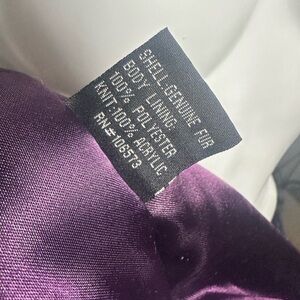 SHELL:GENUINE FUR
BODY LINING:
100% POLYESTER
KNIT:100% ACRYLIC
RN#106573